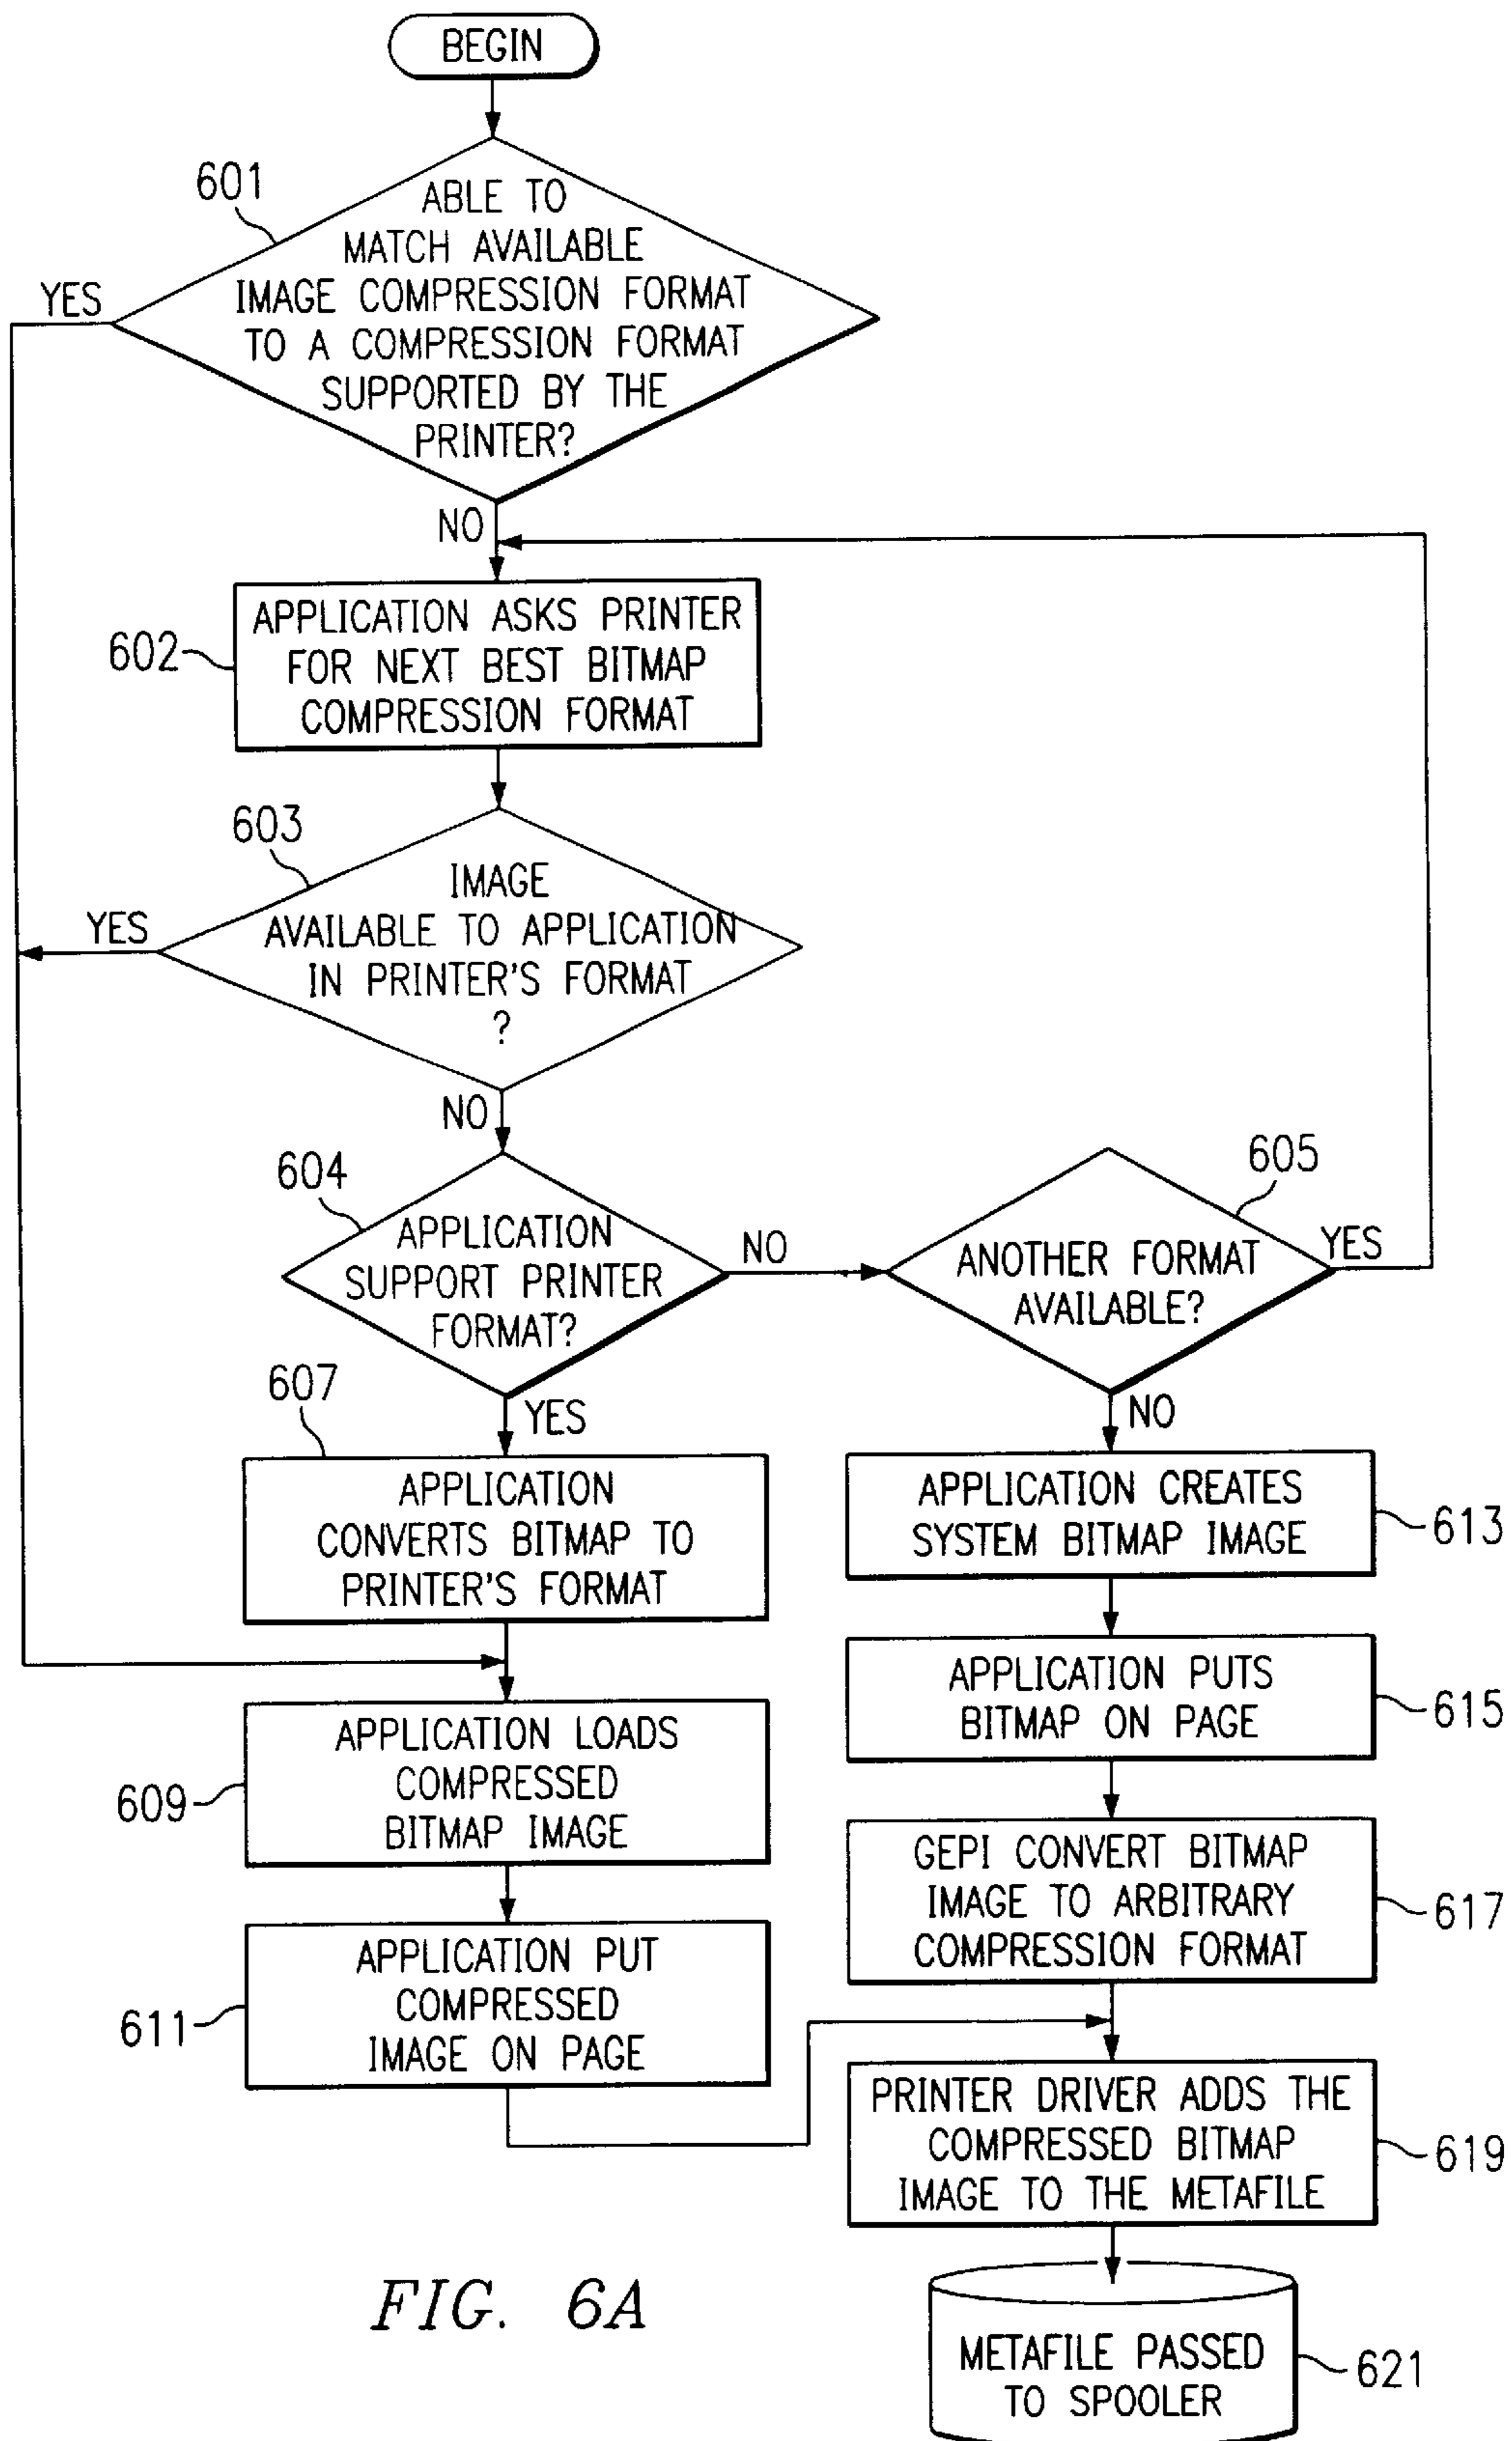 BEGIN
601
ABLE TO
MATCH AVAILABLE
IMAGE COMPRESSION FORMAT
TO A COMPRESSION FORMAT
SUPPORTED BY THE
PRINTER?
YES
NO
602
APPLICATION ASKS PRINTER
FOR NEXT BEST BITMAP
COMPRESSION FORMAT
603
IMAGE
AVAILABLE TO APPLICATION
IN PRINTER'S FORMAT
?
YES
NO
604
APPLICATION
SUPPORT PRINTER
FORMAT?
NO
YES
605
ANOTHER FORMAT
AVAILABLE?
YES
NO
607
APPLICATION
CONVERTS BITMAP TO
PRINTER'S FORMAT
609
APPLICATION LOADS
COMPRESSED
BITMAP IMAGE
611
APPLICATION PUT
COMPRESSED
IMAGE ON PAGE
APPLICATION CREATES
SYSTEM BITMAP IMAGE
613
APPLICATION PUTS
BITMAP ON PAGE
615
GEPI CONVERT BITMAP
IMAGE TO ARBITRARY
COMPRESSION FORMAT
617
PRINTER DRIVER ADDS THE
COMPRESSED BITMAP
IMAGE TO THE METAFILE
619
METAFILE PASSED
TO SPOOLER
621
FIG. 6A